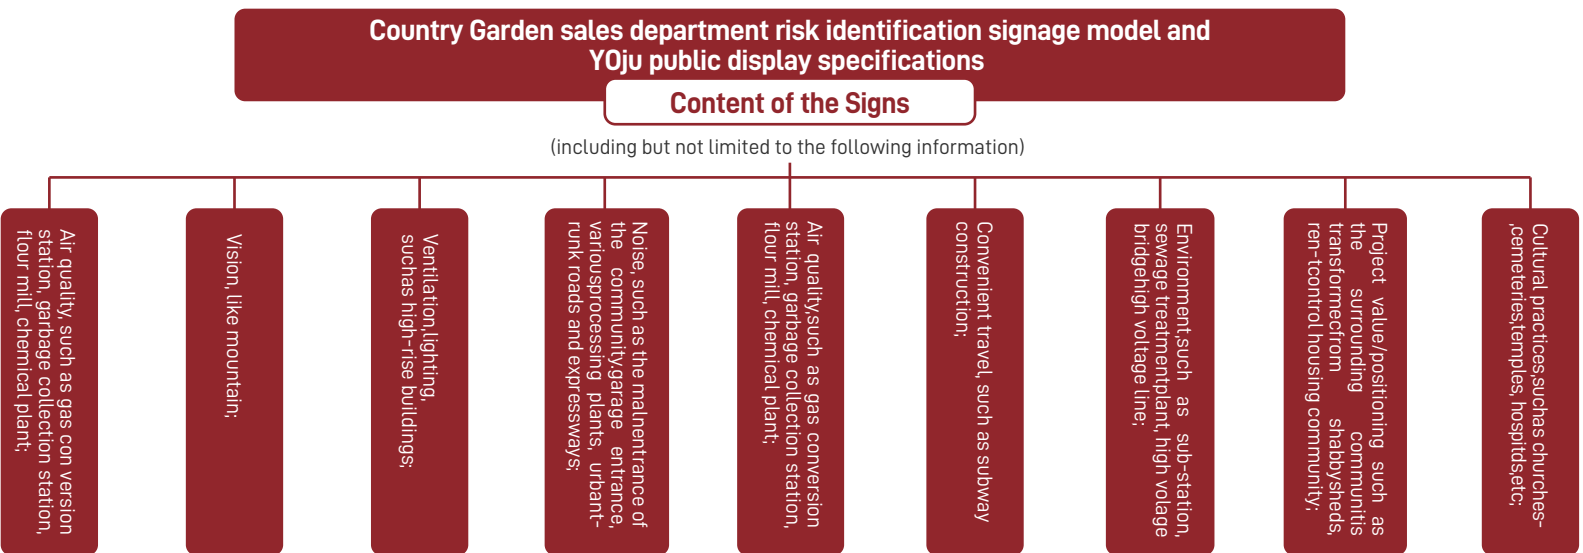 Country Garden sales department risk identification signage model and
YOju public display specifications
Content of the Signs
(including but not limited to the following information)
Air quality, such as gas con version
station, garbage collection station,
flour mill, chemical plant;
Vision, like mountain;
Ventilation,lighting,
suchas high-rise buildings;
Noise, such as the malnentrance of
the community.garage entrance,
variousprocessing plants, urbant-
runk roads and expressways;
Air quality,such as gas conversion
station, garbage collection station,
flour mill, chemical plant;
Convenient travel, such as subway
construction;
Environment,such as sub-station,
sewage treatmentplant, high volage
bridgehigh voltage line;
Project value/positioning such as
the surrounding communitis
transformecfrom shabbysheds,
ren-tcontrol housing community;
Cultural practices,suchas churches-
,cemeteries,temples, hospitds,etc;